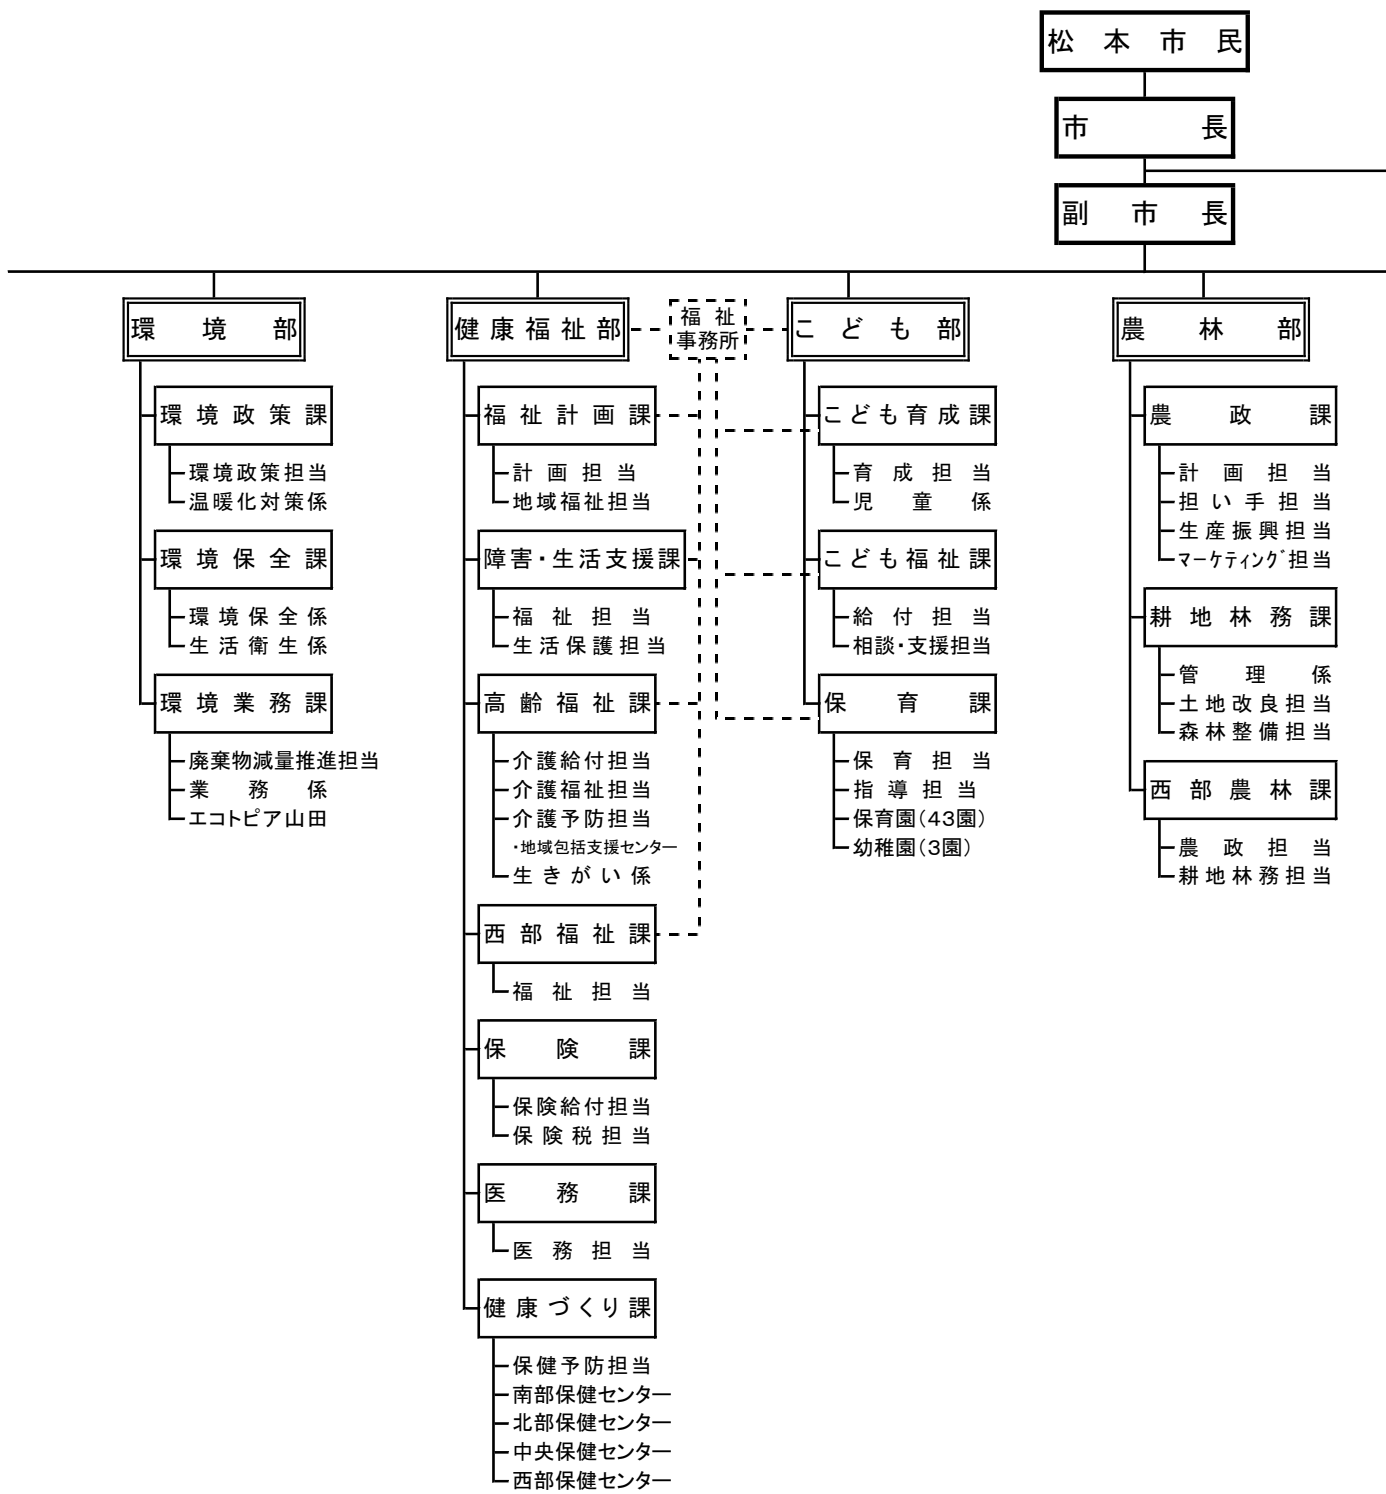 松本市民
市長
副市長
環境部
環境政策課
環境政策担当
温暖化対策係
環境保全課
環境保全係
生活衛生係
環境業務課
廃棄物減量推進担当
業務係
エコトピア山田
健康福祉部
福祉計画課
計画担当
地域福祉担当
障害・生活支援課
福祉担当
生活保護担当
高齢福祉課
介護給付担当
介護福祉担当
介護予防担当
・地域包括支援センター
生きがい係
西部福祉課
福祉担当
保険課
保険給付担当
保険税担当
医務課
医務担当
健康づくり課
保健予防担当
南部保健センター
北部保健センター
中央保健センター
西部保健センター
福祉
事務所
こども部
こども育成課
育成担当
児童係
こども福祉課
給付担当
相談・支援担当
保育課
保育担当
指導担当
保育園(43園)
幼稚園(3園)
農林部
農政課
計画担当
担い手担当
生産振興担当
マーケティング担当
耕地林務課
管理係
土地改良担当
森林整備担当
西部農林課
農政担当
耕地林務担当